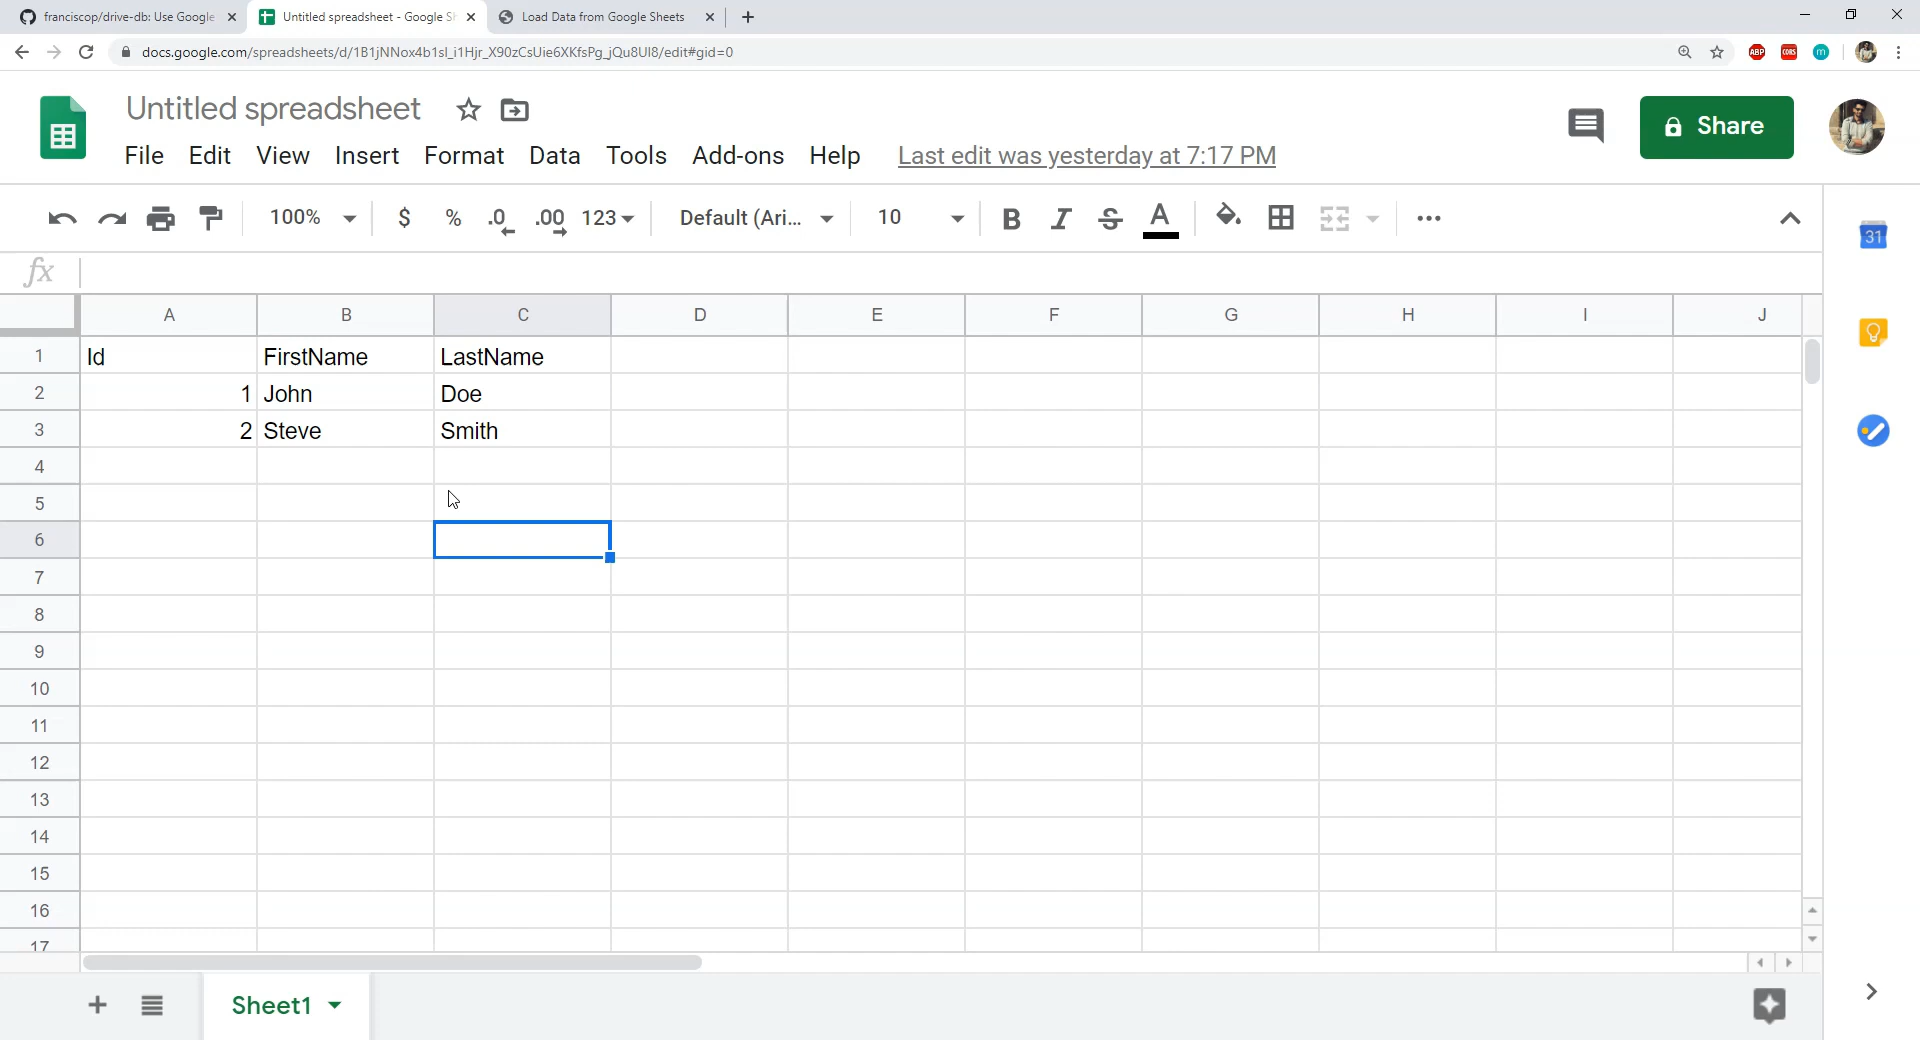 franciscop/drive-db: Use Google
Untitled spreadsheet - Google Sh
Load Data from Google Sheets
docs.google.com/spreadsheets/d/1B1jNNox4b1sl_i1Hjr_X90zCsUie6XKfsPg_jQu8UI8/edit#gid=0
ABP
CORS
m
Untitled spreadsheet
Share
File Edit View Insert Format Data Tools Add-ons Help Last edit was yesterday at 7:17 PM
100% $ % .0 .00 123 Default (Ari... 10 B I S A
31
fx
A B C D E F G H I J
1 Id FirstName LastName
2 1 John Doe
3 2 Steve Smith
4
5
6
7
8
9
10
11
12
13
14
15
16
17
Sheet1